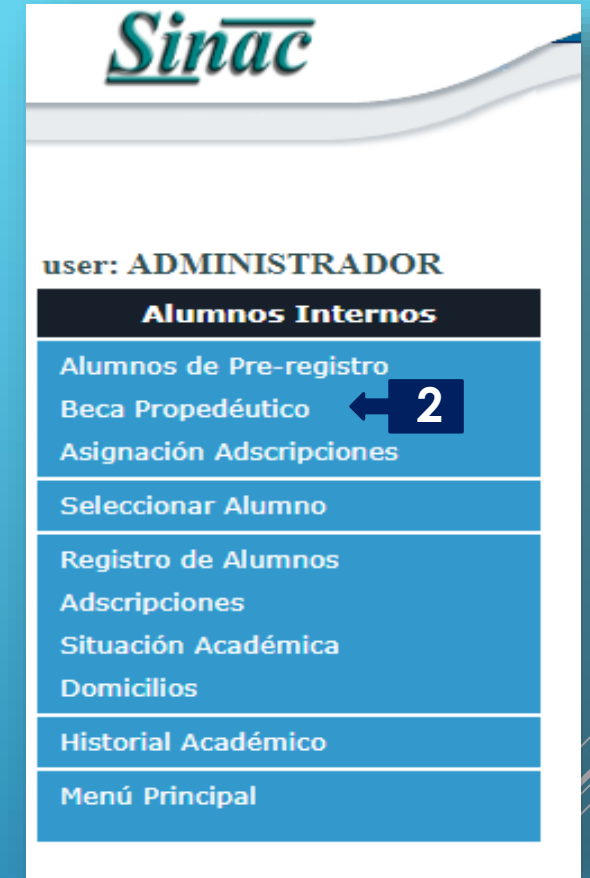 Sinac
user: ADMINISTRADOR
Alumnos Internos
Alumnos de Pre-registro
Beca Propedéutico 2
Asignación Adscripciones
Seleccionar Alumno
Registro de Alumnos
Adscripciones
Situación Académica
Domicilios
Historial Académico
Menú Principal